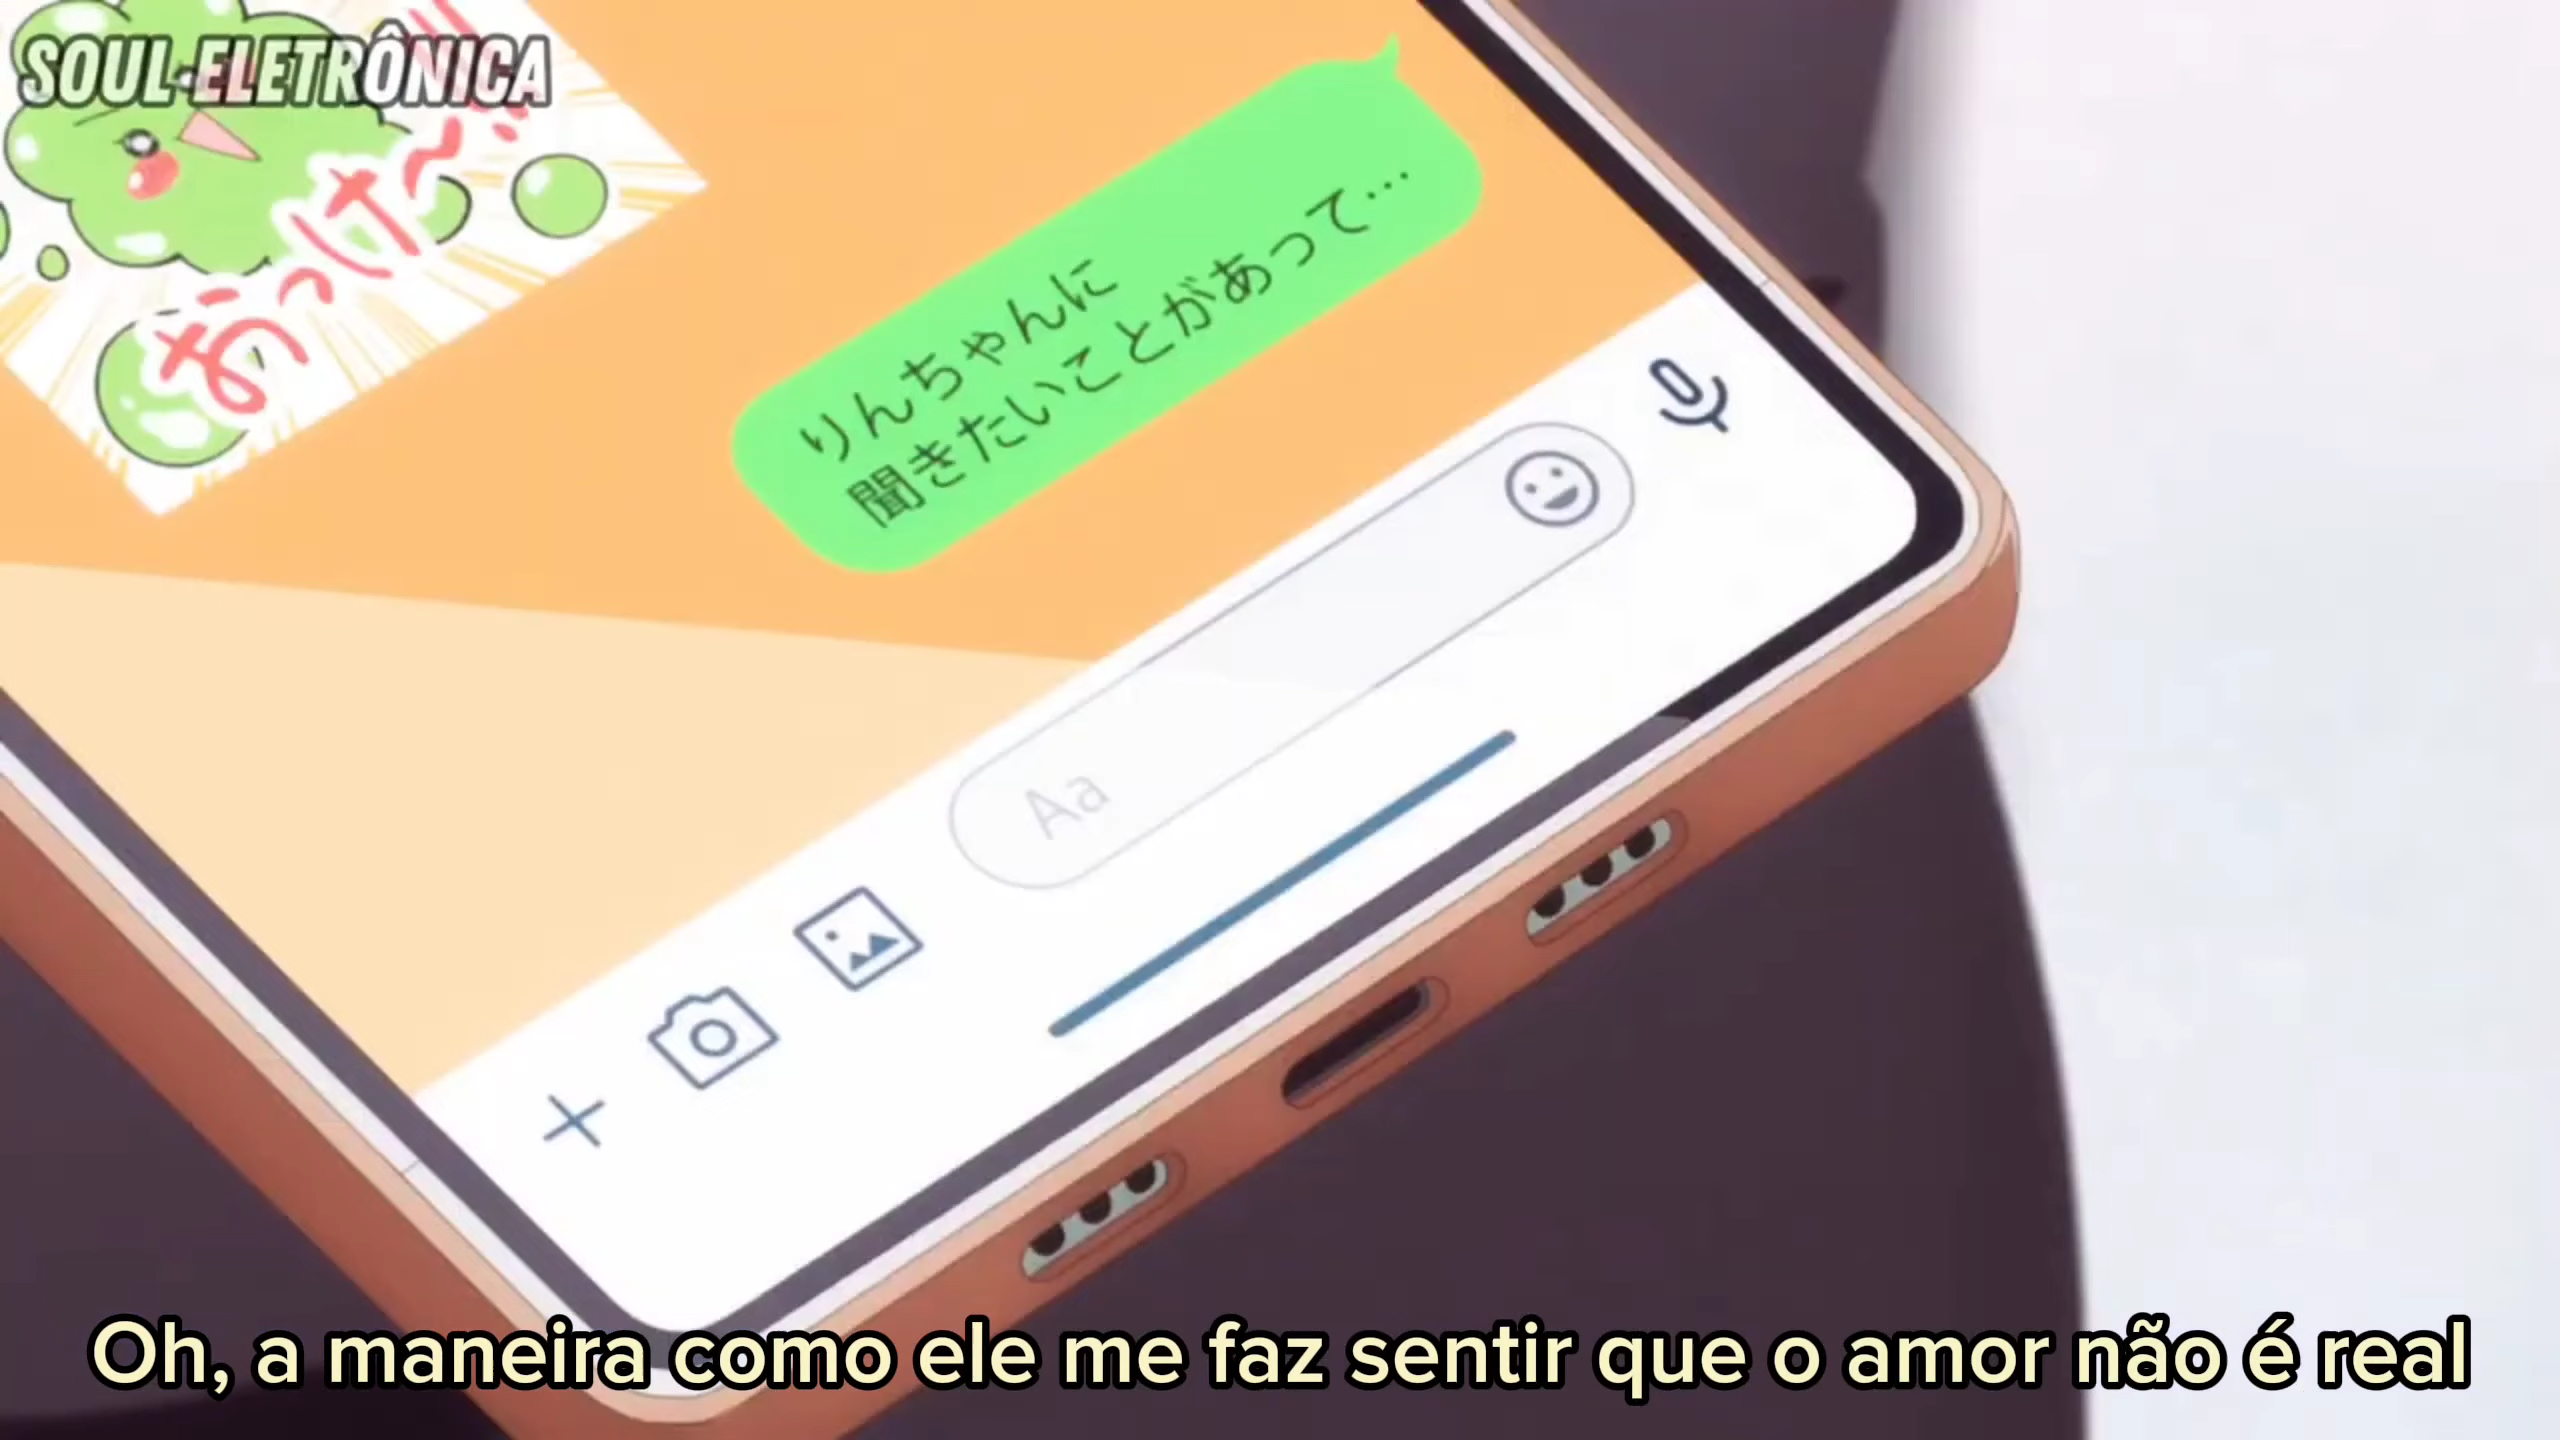 SOUL ELETRÔNICA
おっけ〜!!
りんちゃんに
聞きたいことがあって…
Aa
Oh, a maneira como ele me faz sentir que o amor não é real